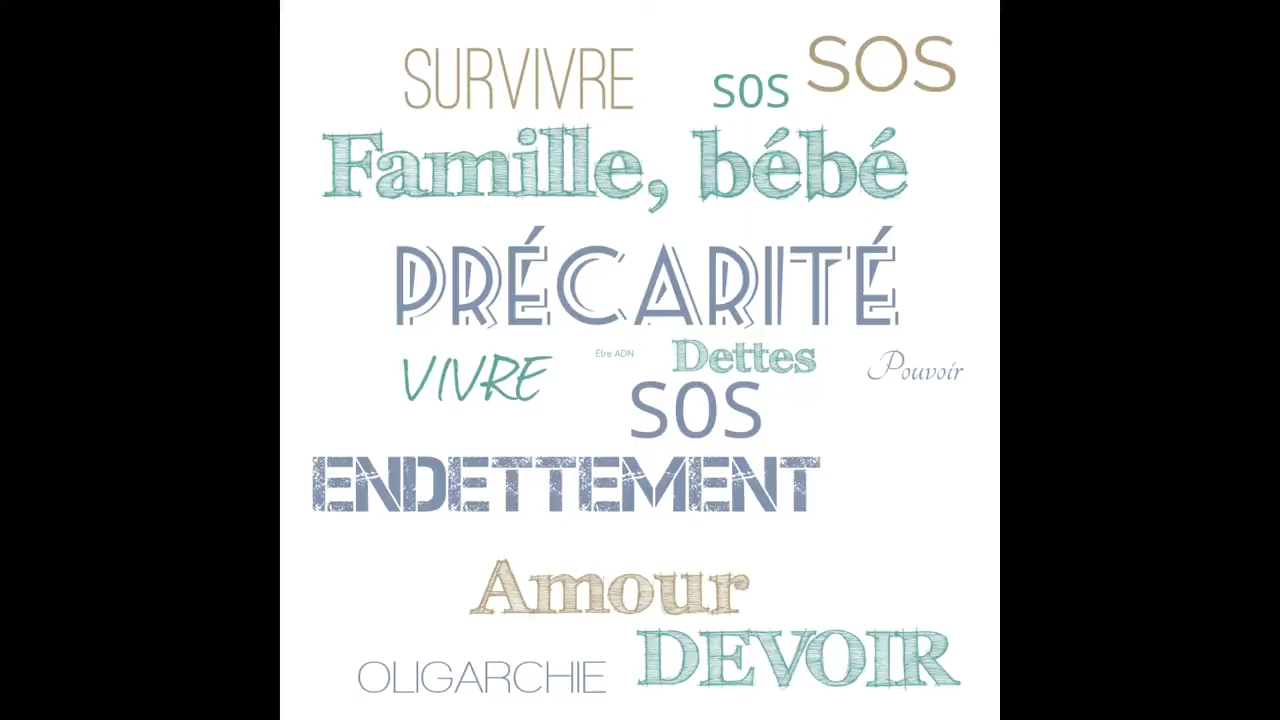 SURVIVRE SOS SOS
Famille, bébé
PRÉCARITÉ
VIVRE Être ADN Dettes Pouvoir
SOS
ENDETTEMENT
Amour
OLIGARCHIE DEVOIR